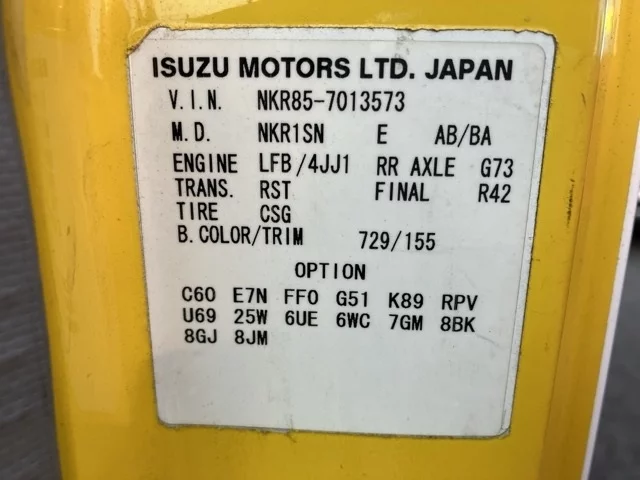 ISUZU MOTORS LTD. JAPAN
V.I.N. NKR85-7013573
M.D. NKR1SN E AB/BA
ENGINE LFB/4JJ1 RR AXLE G73
TRANS. RST FINAL R42
TIRE CSG
B.COLOR/TRIM 729/155
OPTION
C60 E7N FF0 G51 K89 RPV
U69 25W 6UE 6WC 7GM 8BK
8GJ 8JM